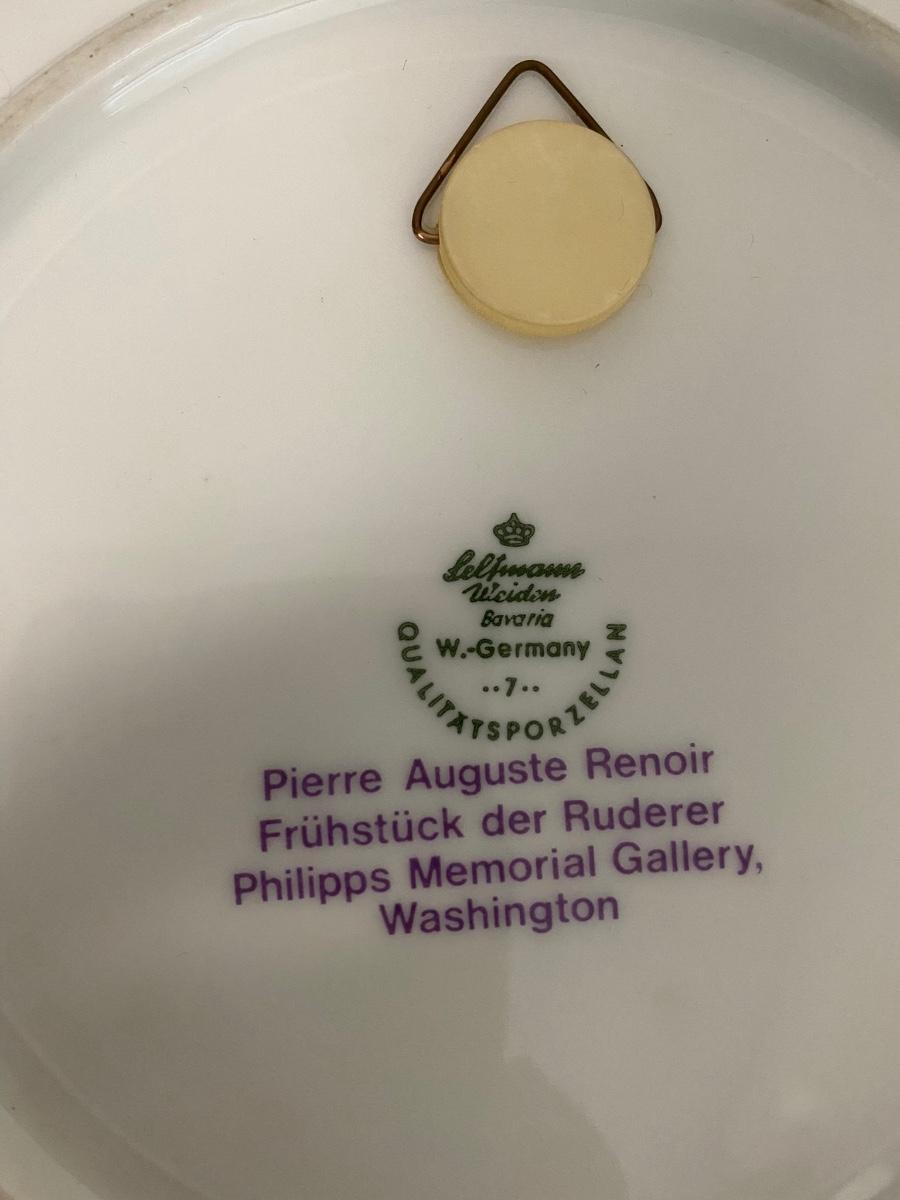 Seltmann
Weiden
Bavaria
W.-Germany
..7..
QUALITÄTSPORZELLAN
Pierre Auguste Renoir
Frühstück der Ruderer
Philipps Memorial Gallery,
Washington